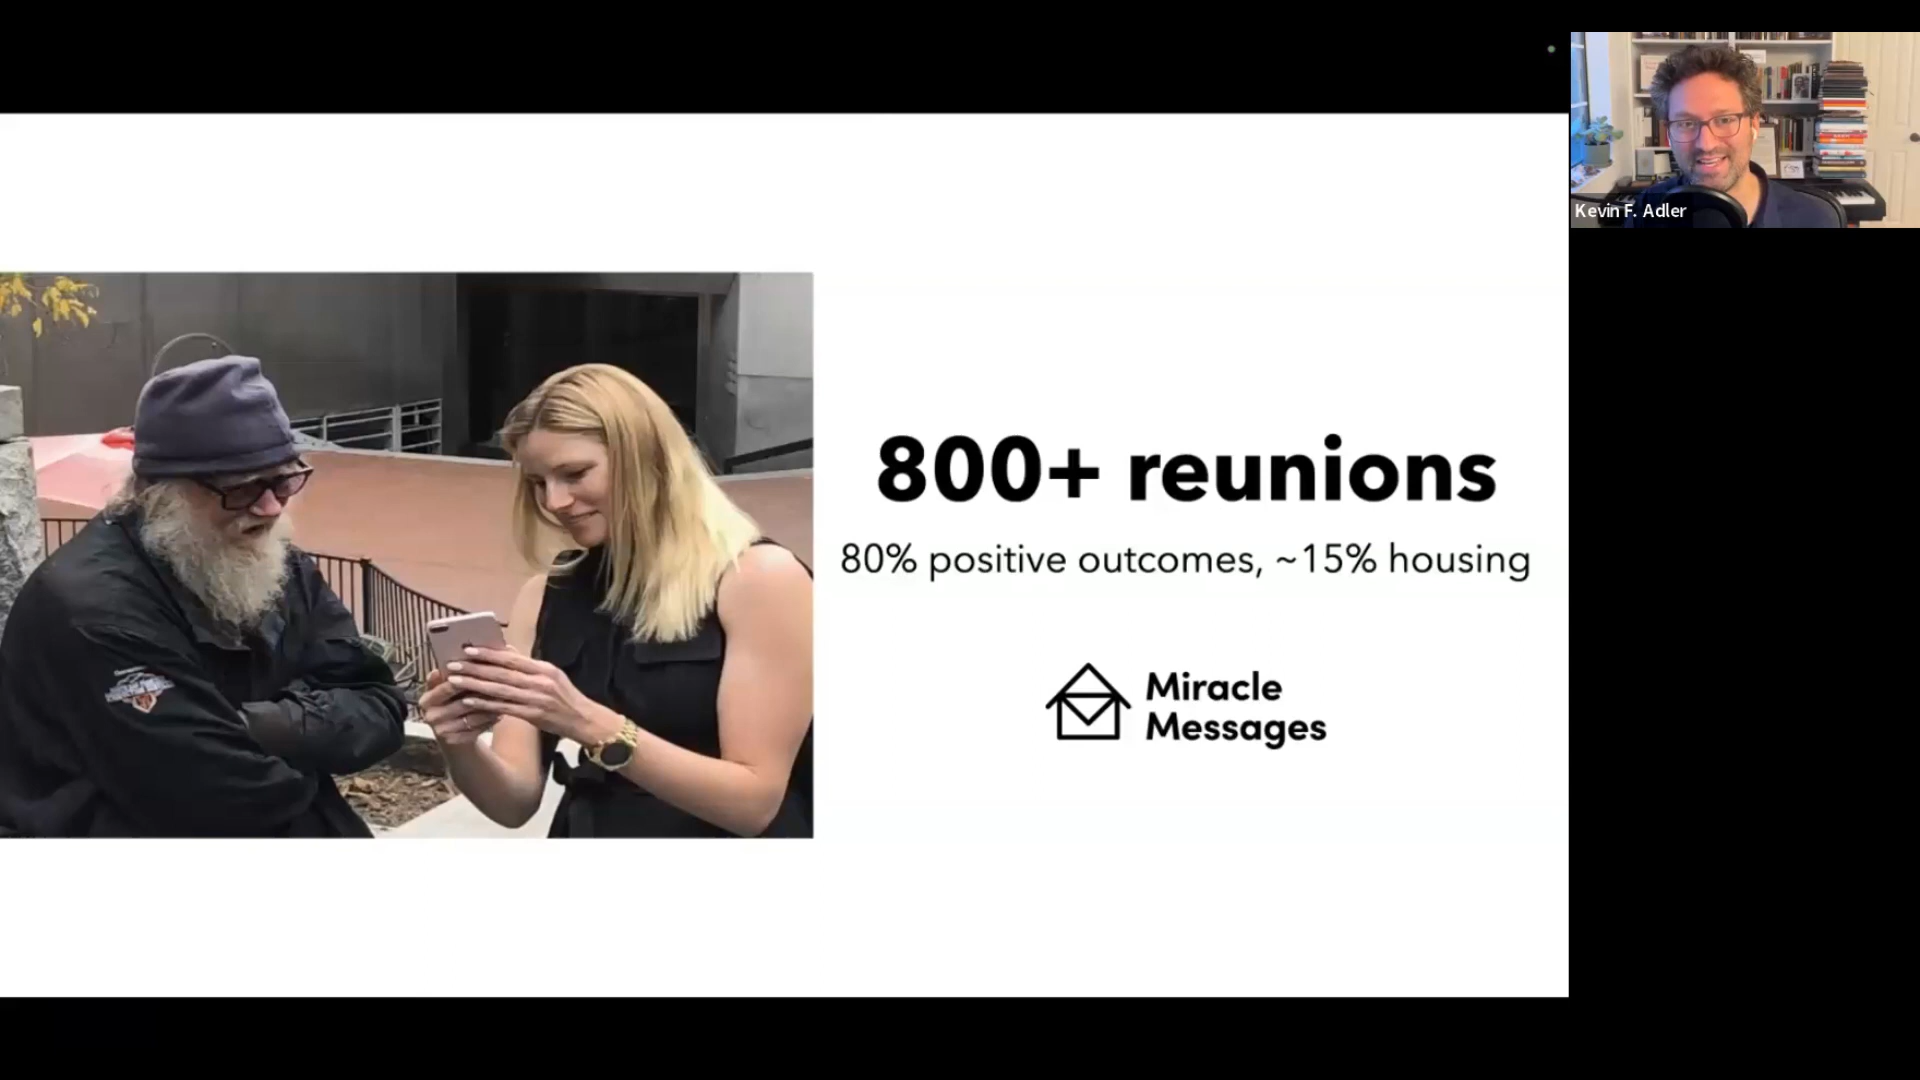 Kevin F. Adler
800+ reunions
80% positive outcomes, ~15% housing
Miracle
Messages